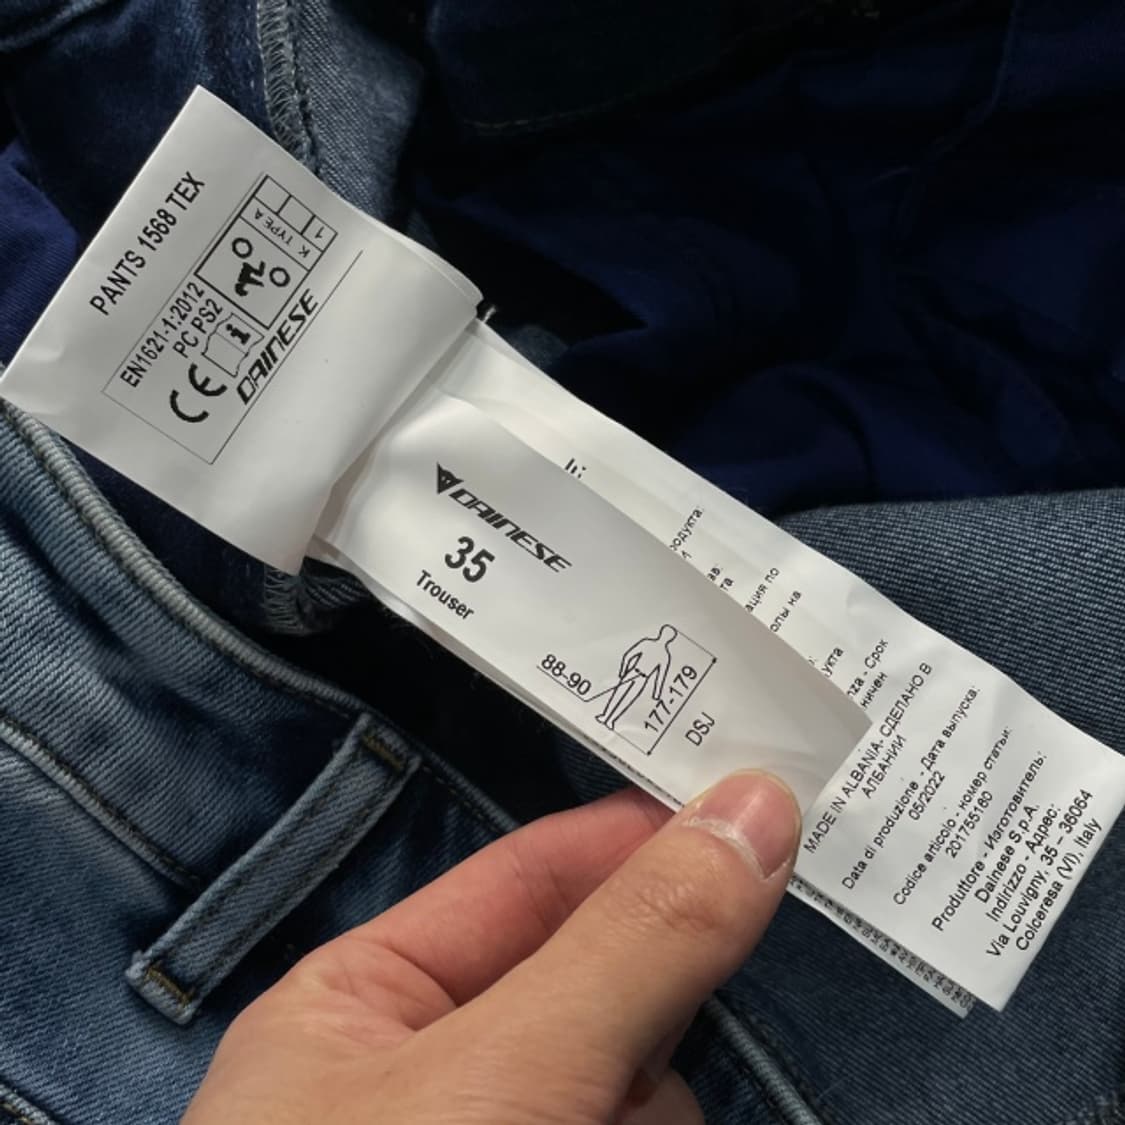 PANTS 1568 TEX
EN1621-1:2012
PC PS2
CE
i
K TYPE A
1
DAINESE
DAINESE
35
Trouser
88-90
177-179
DSJ
MADE IN ALBANIA- СДЕЛАНО В
АЛБАНИИ
Data di produzione - Дата выпуска:
05/2022
Codice articolo - номер статьи:
201755180
Produttore - Изготовитель:
Dainese S.p.A.
Indirizzo - Адрес:
Via Louvigny, 35 – 36064
Colceresa (VI), Italy